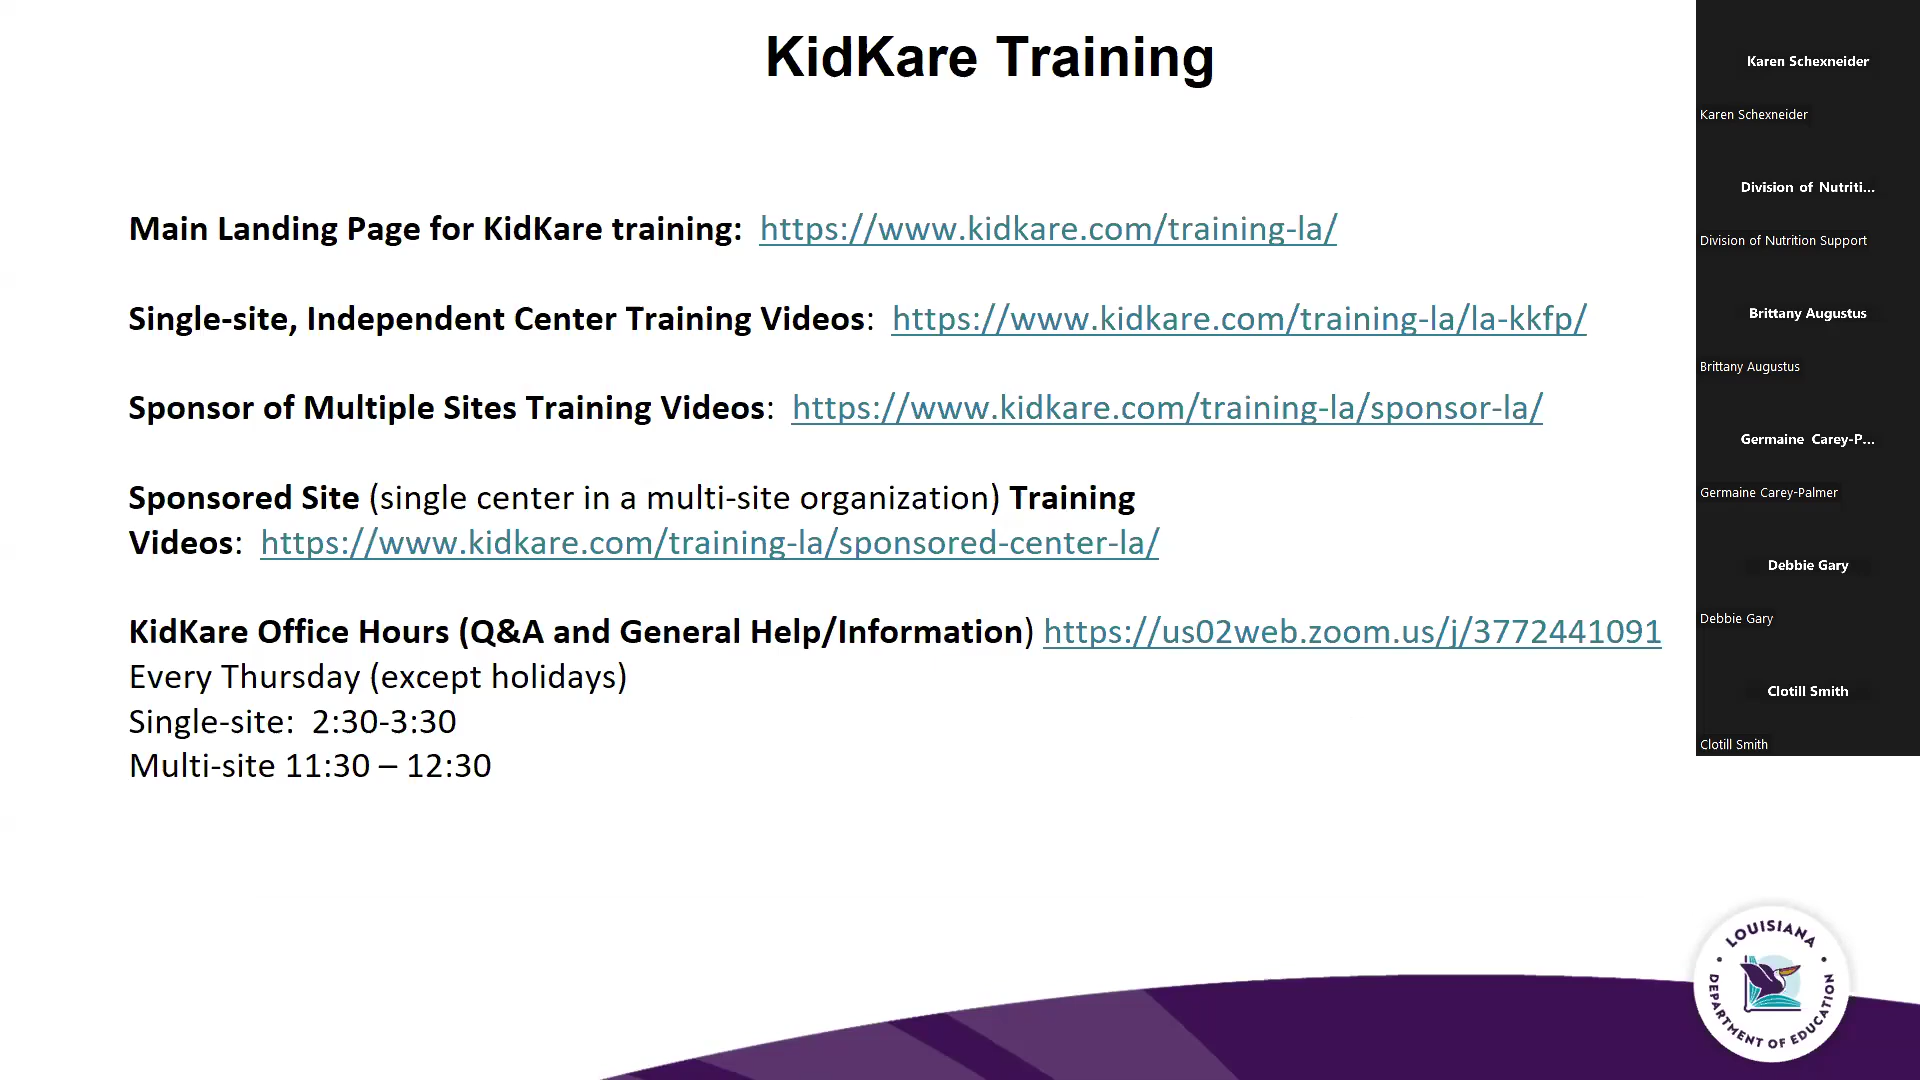 KidKare Training
Main Landing Page for KidKare training:  https://www.kidkare.com/training-la/
Single-site, Independent Center Training Videos:  https://www.kidkare.com/training-la/la-kkfp/
Sponsor of Multiple Sites Training Videos:  https://www.kidkare.com/training-la/sponsor-la/
Sponsored Site (single center in a multi-site organization) Training
Videos:  https://www.kidkare.com/training-la/sponsored-center-la/
KidKare Office Hours (Q&A and General Help/Information) https://us02web.zoom.us/j/3772441091
Every Thursday (except holidays)
Single-site:  2:30-3:30
Multi-site 11:30 – 12:30
Karen Schexneider
Karen Schexneider
Division of Nutriti...
Division of Nutrition Support
Brittany Augustus
Brittany Augustus
Germaine Carey-P...
Germaine Carey-Palmer
Debbie Gary
Debbie Gary
Clotill Smith
Clotill Smith
LOUISIANA
DEPARTMENT OF EDUCATION